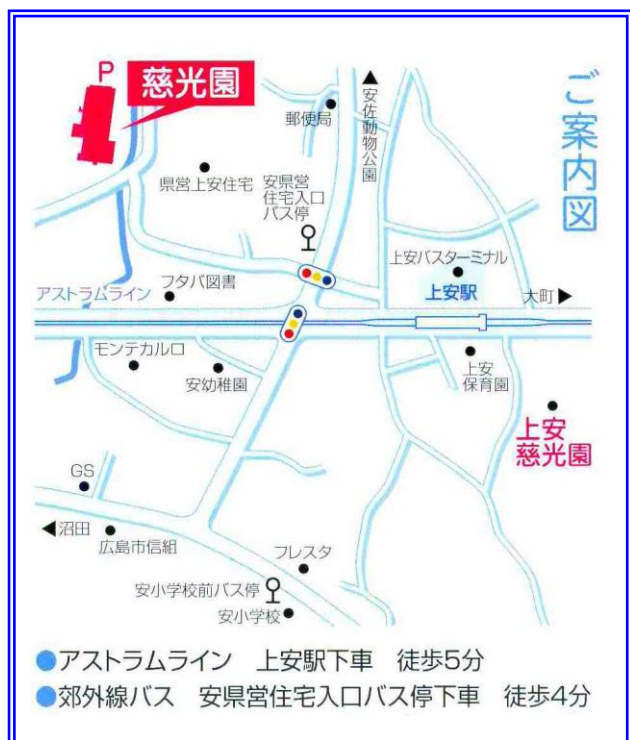 P
慈光園
ご案内図
郵便局
安佐動物公園
県営上安住宅
安県営
住宅入口
バス停
上安バスターミナル
上安駅
フタバ図書
アストラムライン
大町▶
モンテカルロ
安幼稚園
上安
保育園
上安
慈光園
GS
◀沼田
広島市信組
フレスタ
安小学校前バス停
安小学校
●アストラムライン 上安駅下車 徒歩5分
●郊外線バス 安県営住宅入口バス停下車 徒歩4分